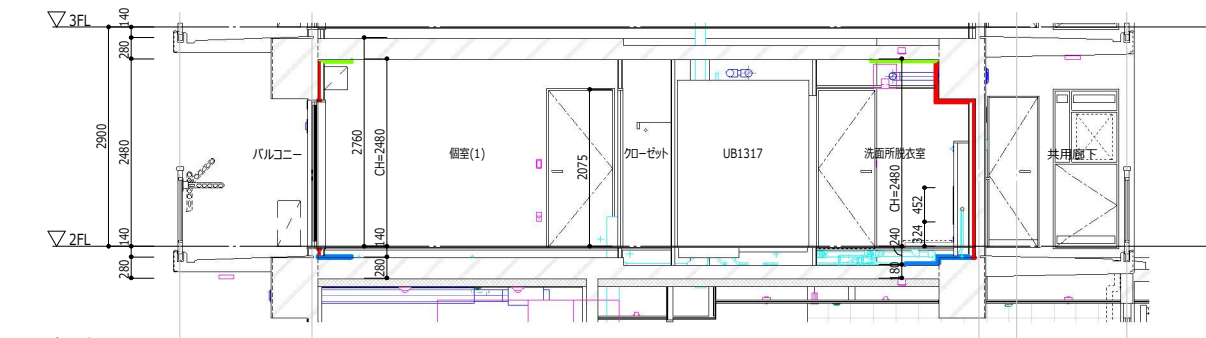 ▽ 3FL
140
280
2900
2480
バルコニー
2760
CH=2480
個室(1)
2075
クローゼット
UB1317
洗面所脱衣室
CH=2480
452
324
共用廊下
▽ 2FL
140
280
140
280
240
180